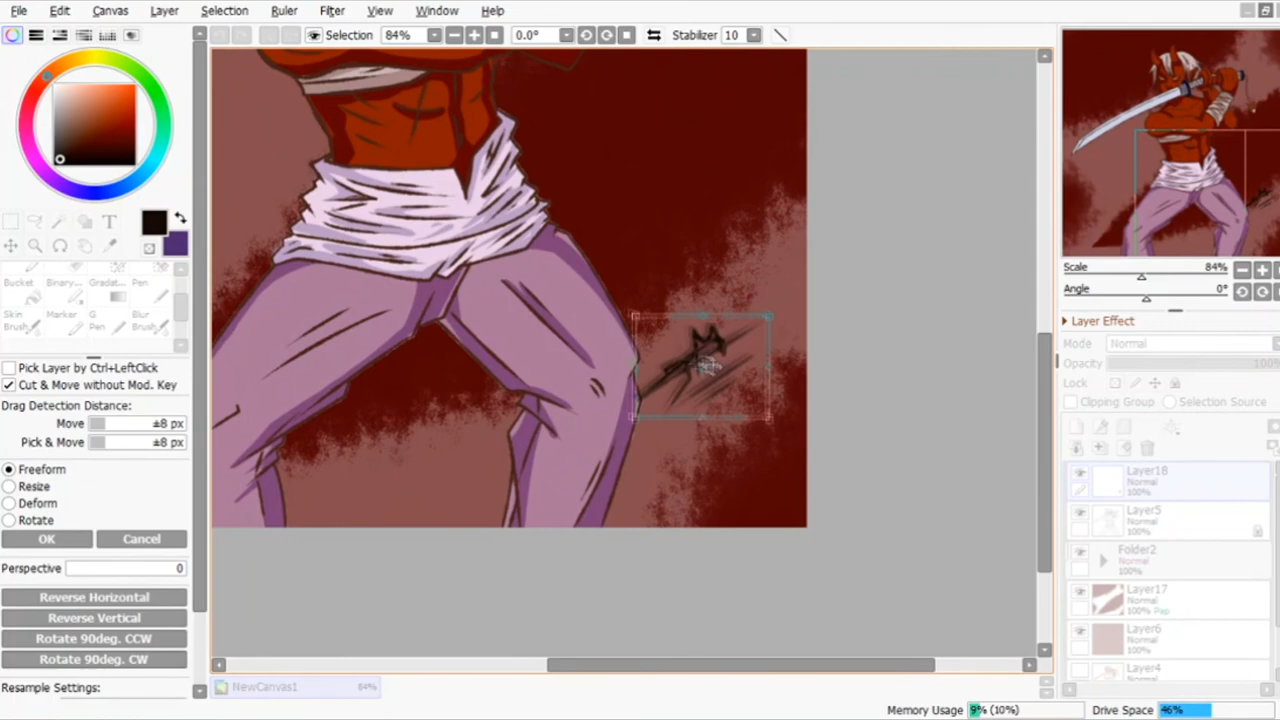 File Edit Canvas Layer Selection Ruler Filter View Window Help
Selection 84% 0.0° Stabilizer 10
T
Bucket Binary... Gradat... Pen
Skin Brush Marker G Pen Blur Brush
Pick Layer by Ctrl+LeftClick
Cut & Move without Mod. Key
Drag Detection Distance:
Move ±8 px
Pick & Move ±8 px
Freeform
Resize
Deform
Rotate
OK Cancel
Perspective 0
Reverse Horizontal
Reverse Vertical
Rotate 90deg. CCW
Rotate 90deg. CW
Resample Settings:
NewCanvas1 84%
Memory Usage 9% (10%) Drive Space 46%
Scale 84%
Angle 0°
Layer Effect
Mode Normal
Opacity 100%
Lock
Clipping Group Selection Source
Layer18
Normal
100%
Layer5
Normal
100%
Folder2
Normal
100%
Layer17
Normal
100% Pap
Layer6
Normal
100%
Layer4
Normal